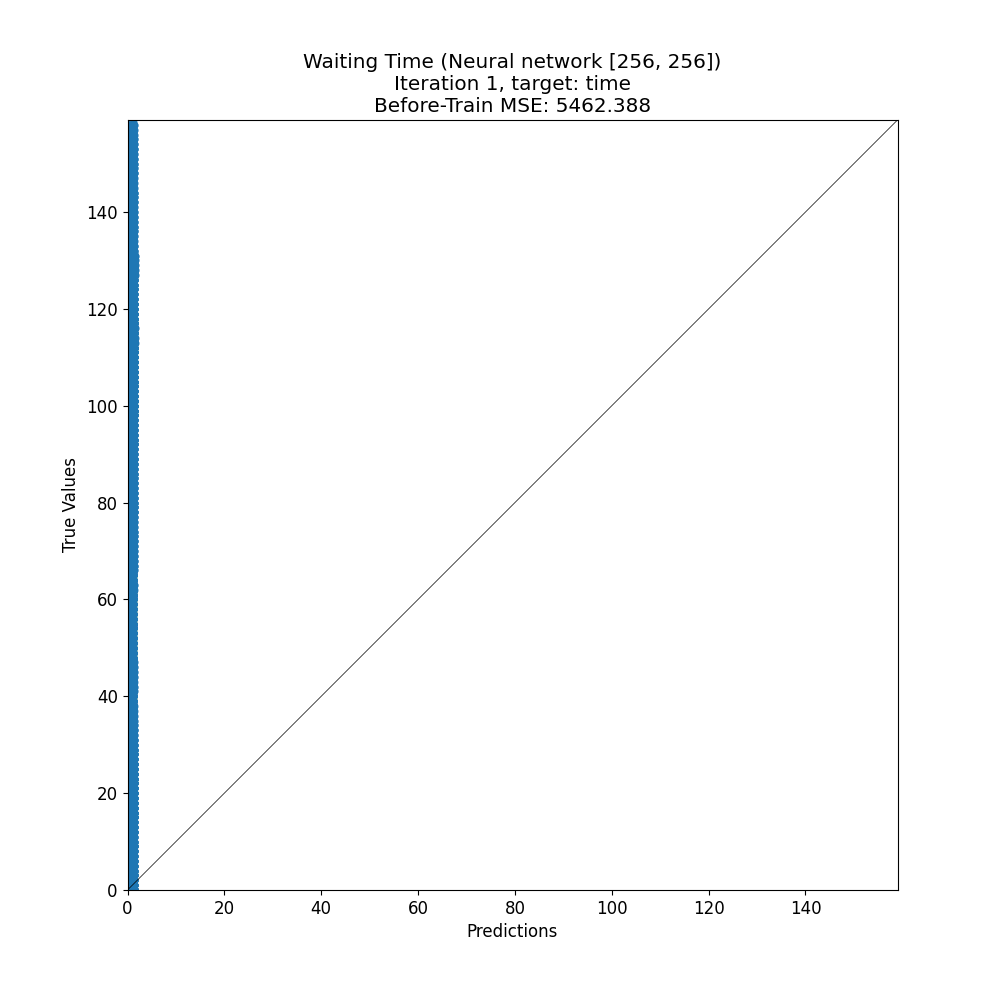 Waiting Time (Neural network [256, 256])
Iteration 1, target: time
Before-Train MSE: 5462.388
140
120
100
80
60
40
20
0
True Values
0 20 40 60 80 100 120 140
Predictions